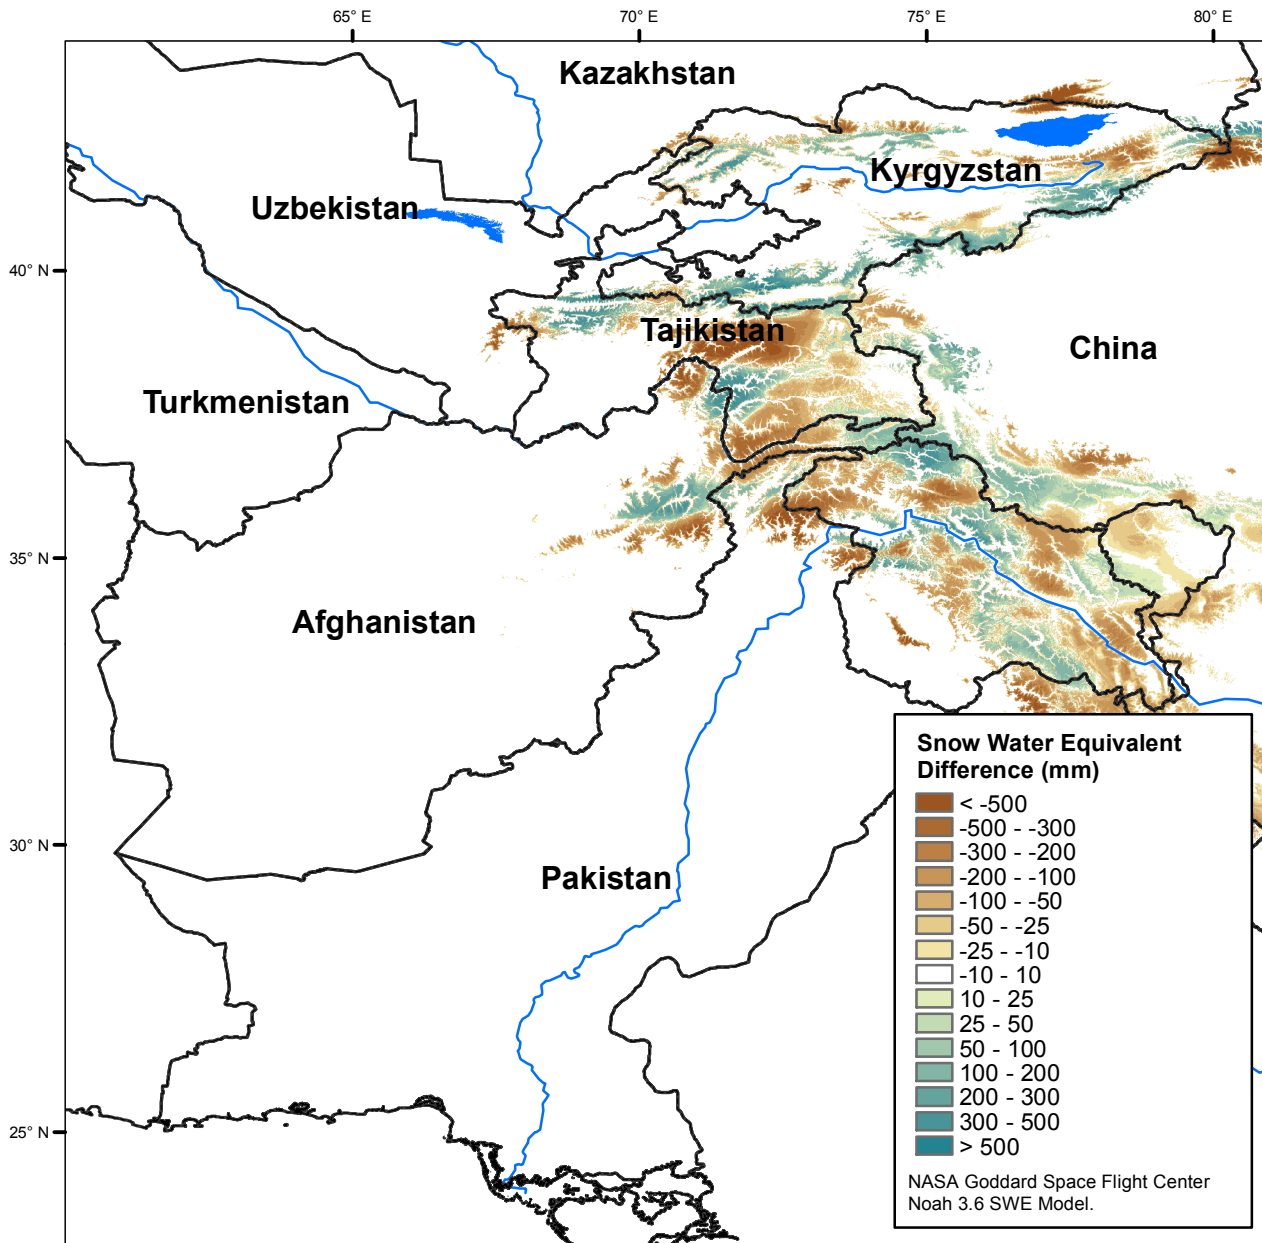 65° E
70° E
75° E
80° E
Kazakhstan
Kyrgyzstan
Uzbekistan
40° N
Tajikistan
China
Turkmenistan
35° N
Afghanistan
30° N
Pakistan
25° N
Snow Water Equivalent
Difference (mm)
< -500
-500 - -300
-300 - -200
-200 - -100
-100 - -50
-50 - -25
-25 - -10
-10 - 10
10 - 25
25 - 50
50 - 100
100 - 200
200 - 300
300 - 500
> 500
NASA Goddard Space Flight Center
Noah 3.6 SWE Model.